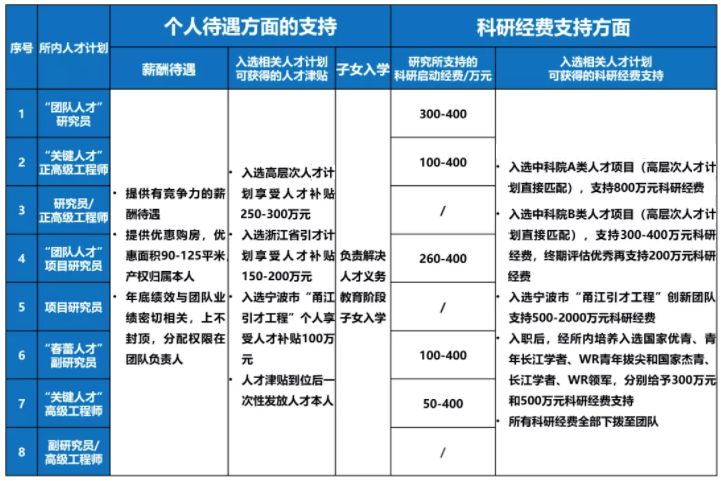 序号
所内人才计划
个人待遇方面的支持
科研经费支持方面
薪酬待遇
入选相关人才计划
可获得的人才津贴
子女入学
研究所支持的
科研启动经费/万元
入选相关人才计划
可获得的科研经费支持
1
“团队人才”
研究员
300-400
2
“关键人才”
正高级工程师
100-400
3
研究员/
正高级工程师
/
4
“团队人才”
项目研究员
260-400
5
项目研究员
/
6
“春蕾人才”
副研究员
100-400
7
“关键人才”
高级工程师
50-400
8
副研究员/
高级工程师
/
• 提供有竞争力的薪
酬待遇
• 提供优惠购房，优
惠面积90-125平米，
产权归属本人
• 年底绩效与团队业
绩密切相关，上不
封顶，分配权限在
团队负责人
• 入选高层次人才计
划享受人才补贴
250-300万元
• 入选浙江省引才计
划享受人才补贴
150-200万元
• 入选宁波市“甬江
引才工程”个人享
受人才补贴100万
元
• 人才津贴到位后一
次性发放人才本人
负责解决
人才义务
教育阶段
子女入学
• 入选中科院A类人才项目（高层次人才计
划直接匹配），支持800万元科研经费
• 入选中科院B类人才项目（高层次人才计
划直接匹配），支持300-400万元科研经
费，终期评估优秀再支持200万元科研经
费
• 入选宁波市“甬江引才工程”创新团队
支持500-2000万元科研经费
• 入职后，经所内培养入选国家优青、青
年长江学者、WR青年拔尖和国家杰青、
长江学者、WR领军，分别给予300万元
和500万元科研经费支持
• 所有科研经费全部下拨至团队